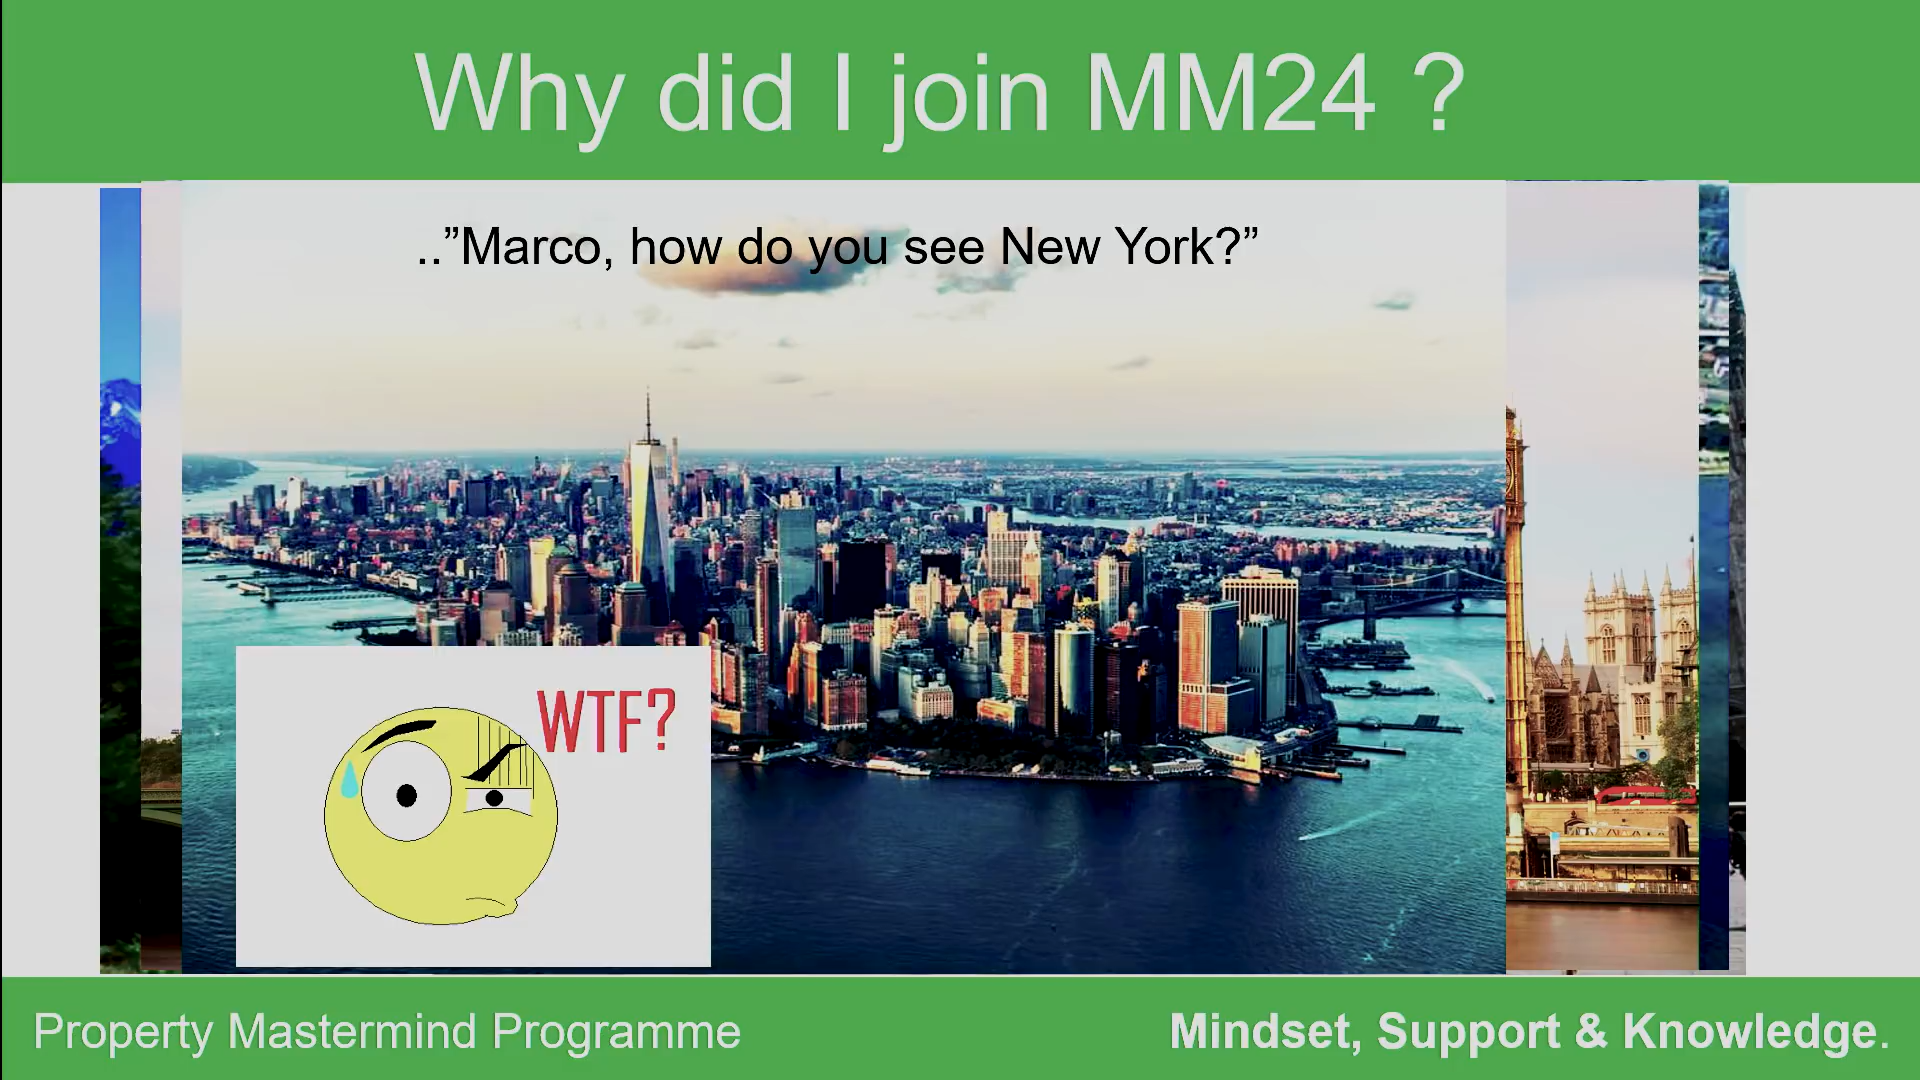 Why did I join MM24 ?
..”Marco, how do you see New York?”
WTF?
Property Mastermind Programme
Mindset, Support & Knowledge.